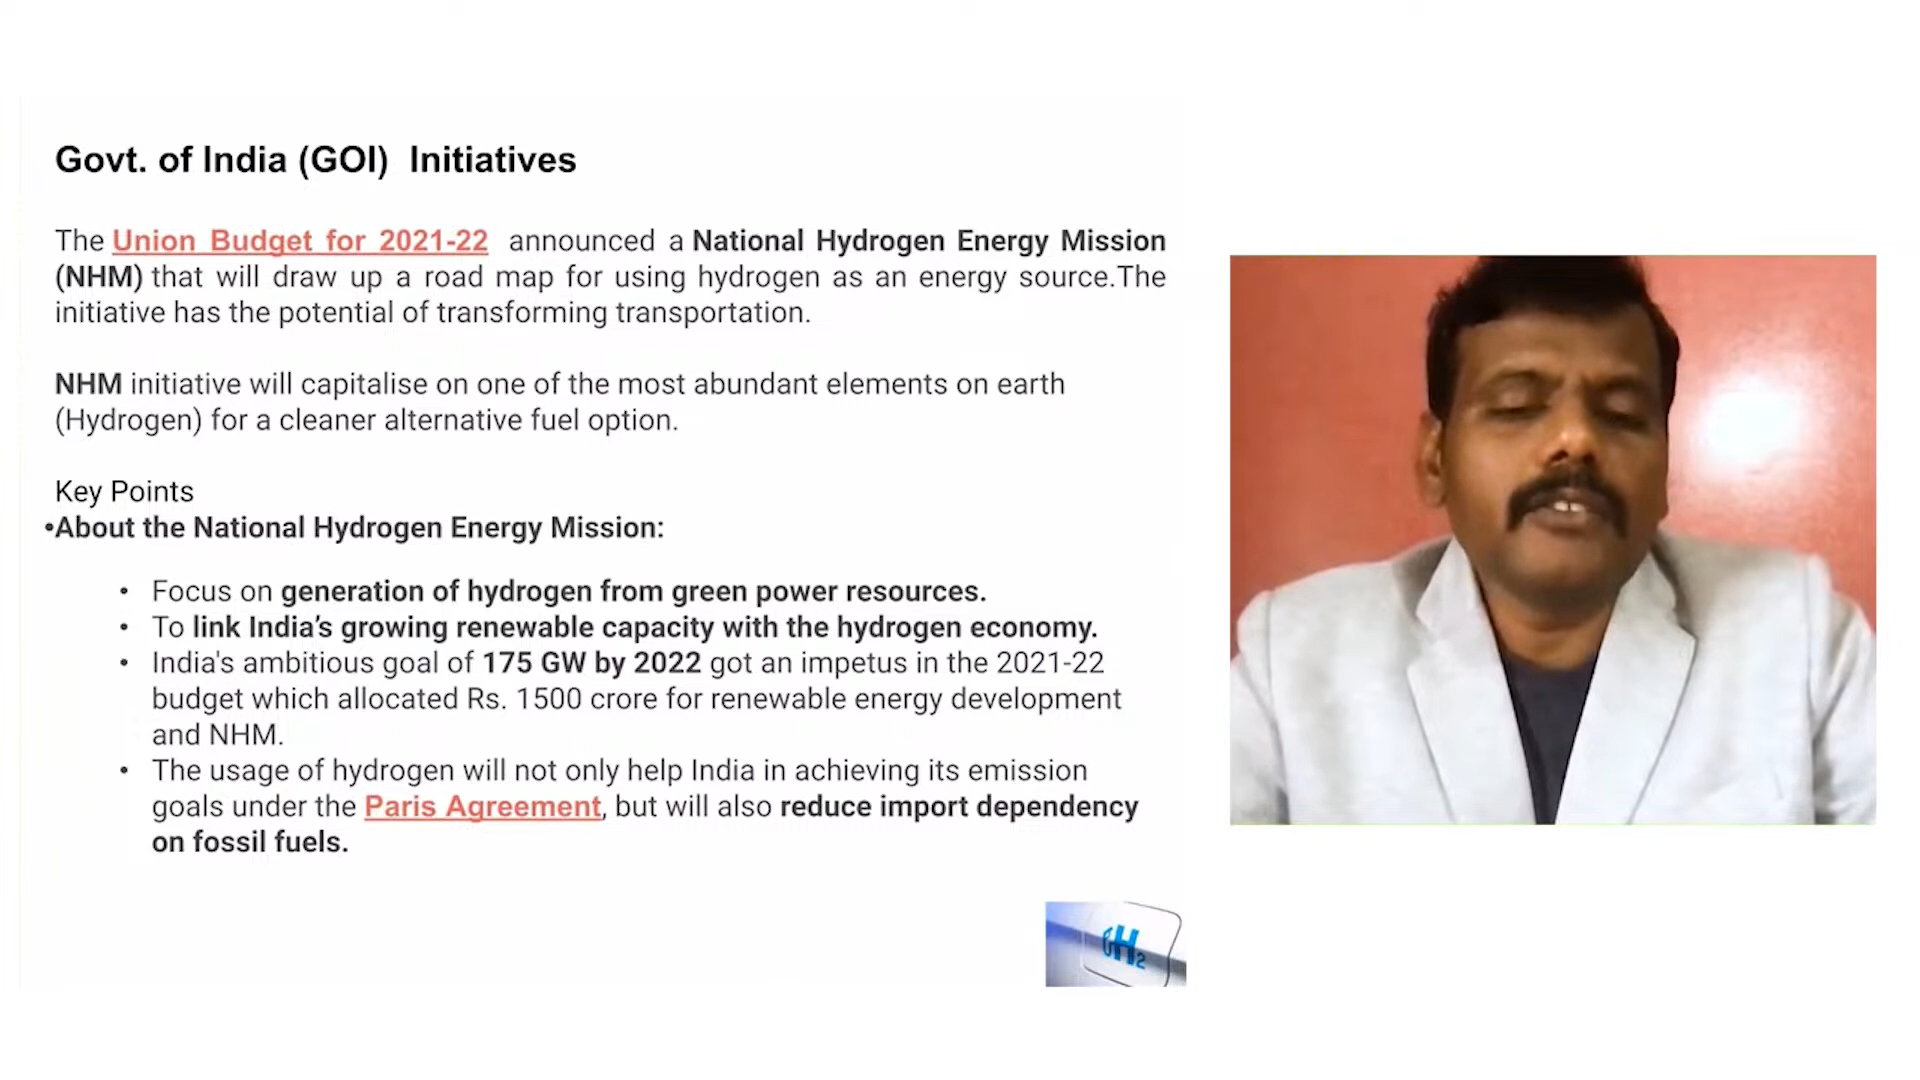 Govt. of India (GOI) Initiatives
The Union Budget for 2021-22 announced a National Hydrogen Energy Mission
(NHM) that will draw up a road map for using hydrogen as an energy source.The
initiative has the potential of transforming transportation.
NHM initiative will capitalise on one of the most abundant elements on earth
(Hydrogen) for a cleaner alternative fuel option.
Key Points
•About the National Hydrogen Energy Mission:
• Focus on generation of hydrogen from green power resources.
• To link India’s growing renewable capacity with the hydrogen economy.
• India's ambitious goal of 175 GW by 2022 got an impetus in the 2021-22
budget which allocated Rs. 1500 crore for renewable energy development
and NHM.
• The usage of hydrogen will not only help India in achieving its emission
goals under the Paris Agreement, but will also reduce import dependency
on fossil fuels.
H2